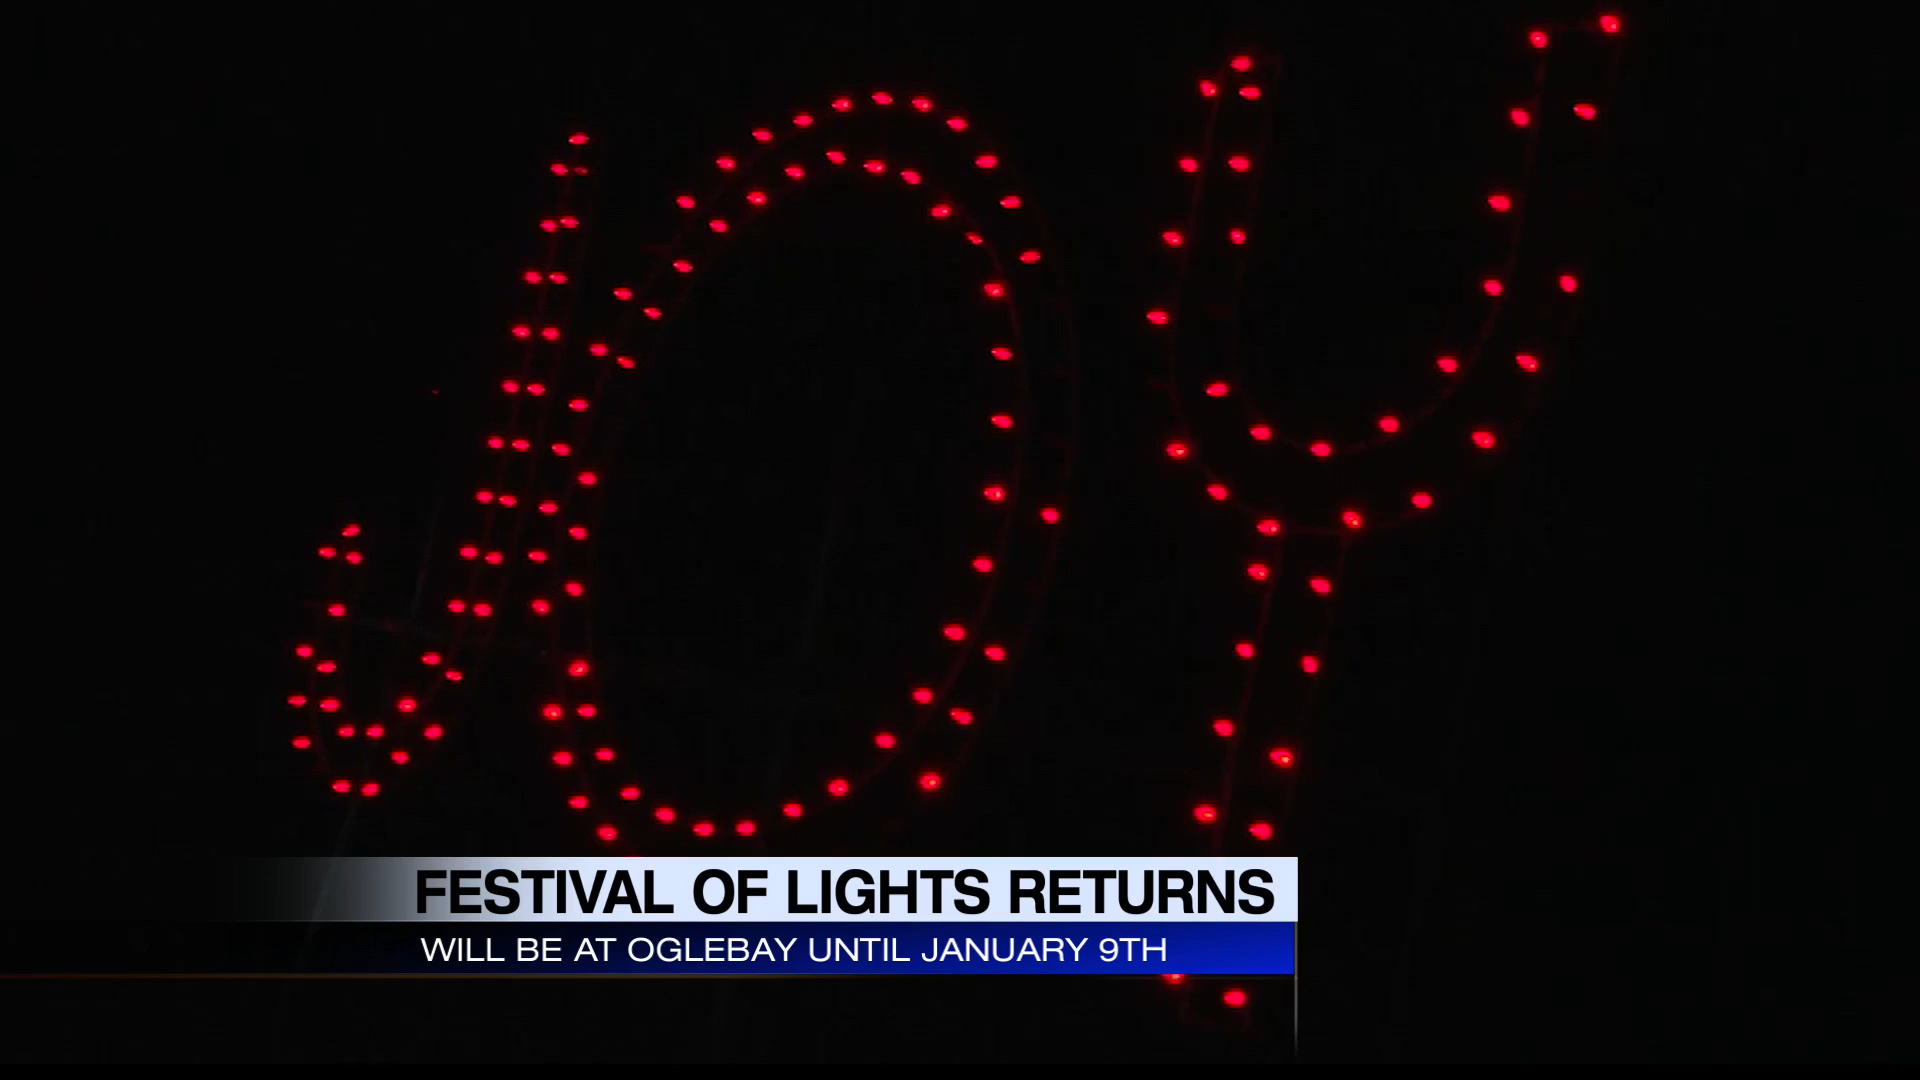 JOY
FESTIVAL OF LIGHTS RETURNS
WILL BE AT OGLEBAY UNTIL JANUARY 9TH